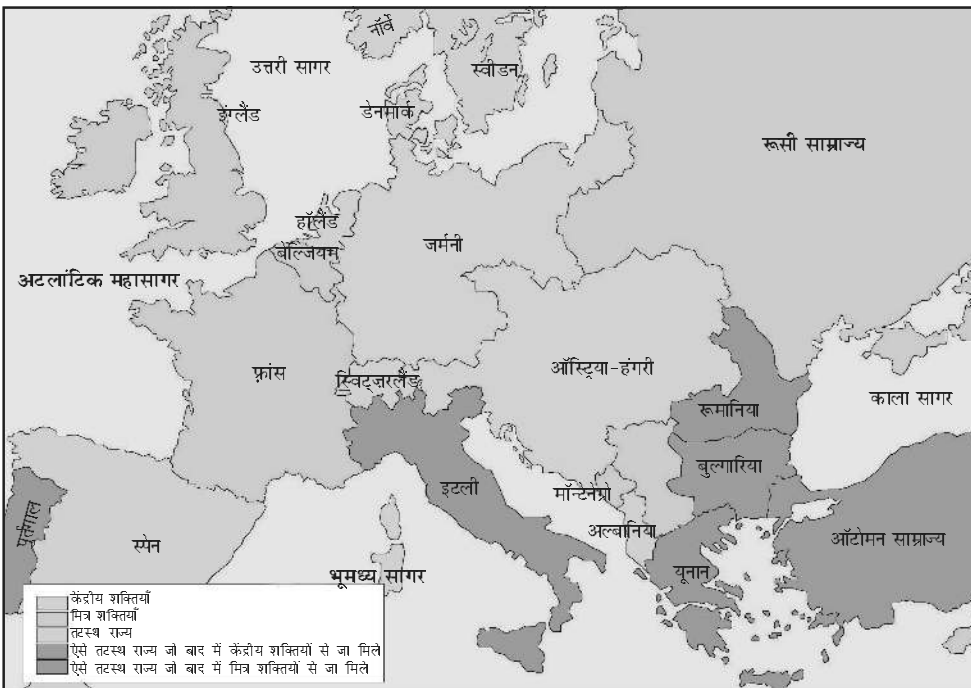 नॉर्वे
उत्तरी सागर
स्वीडन
इंग्लैंड
डेनमार्क
रूसी साम्राज्य
हॉलैंड
बेल्जियम
जर्मनी
अटलांटिक महासागर
फ़्रांस
स्विट्ज़रलैंड
ऑस्ट्रिया-हंगरी
रूमानिया
काला सागर
बुल्गारिया
इटली
मॉन्टेनेग्रो
अल्बानिया
पुर्तगाल
स्पेन
भूमध्य सागर
यूनान
ऑटोमन साम्राज्य
केंद्रीय शक्तियाँ
मित्र शक्तियाँ
तटस्थ राज्य
ऐसे तटस्थ राज्य जो बाद में केंद्रीय शक्तियों से जा मिले
ऐसे तटस्थ राज्य जो बाद में मित्र शक्तियों से जा मिले